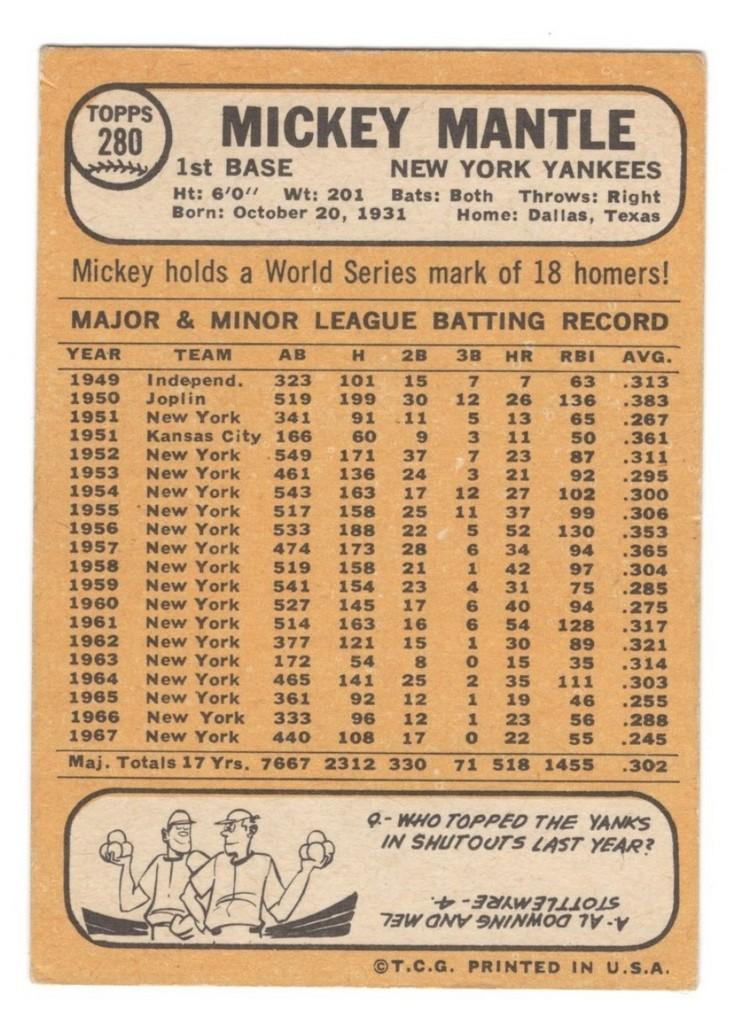 TOPPS
280
MICKEY MANTLE
1st BASE NEW YORK YANKEES
Ht: 6'0" Wt: 201 Bats: Both Throws: Right
Born: October 20, 1931 Home: Dallas, Texas
Mickey holds a World Series mark of 18 homers!
MAJOR & MINOR LEAGUE BATTING RECORD
YEAR TEAM AB H 2B 3B HR RBI AVG.
1949 Independ. 323 101 15 7 7 63 .313
1950 Joplin 519 199 30 12 26 136 .383
1951 New York 341 91 11 5 13 65 .267
1951 Kansas City 166 60 9 3 11 50 .361
1952 New York 549 171 37 7 23 87 .311
1953 New York 461 136 24 3 21 92 .295
1954 New York 543 163 17 12 27 102 .300
1955 New York 517 158 25 11 37 99 .306
1956 New York 533 188 22 5 52 130 .353
1957 New York 474 173 28 6 34 94 .365
1958 New York 519 158 21 1 42 97 .304
1959 New York 541 154 23 4 31 75 .285
1960 New York 527 145 17 6 40 94 .275
1961 New York 514 163 16 6 54 128 .317
1962 New York 377 121 15 1 30 89 .321
1963 New York 172 54 8 0 15 35 .314
1964 New York 465 141 25 2 35 111 .303
1965 New York 361 92 12 1 19 46 .255
1966 New York 333 96 12 1 23 56 .288
1967 New York 440 108 17 0 22 55 .245
Maj. Totals 17 Yrs. 7667 2312 330 71 518 1455 .302
Q.- WHO TOPPED THE YANKS
IN SHUTOUTS LAST YEAR?
A- AL DOWNING AND MEL
STOTTLEMYRE - 4.
©T.C.G. PRINTED IN U.S.A.